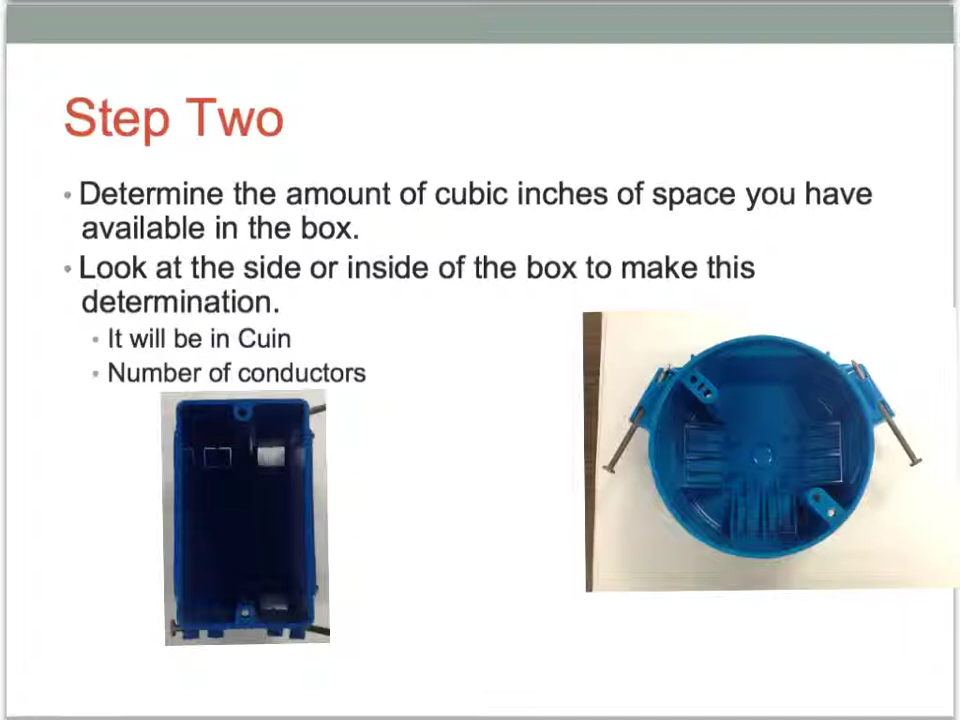 Step Two
• Determine the amount of cubic inches of space you have
available in the box.
• Look at the side or inside of the box to make this
determination.
• It will be in Cuin
• Number of conductors